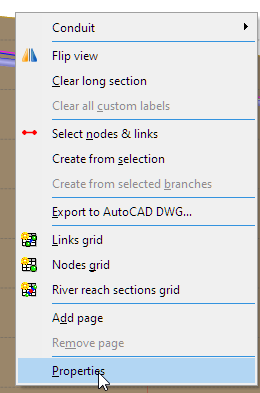 Conduit
Flip view
Clear long section
Clear all custom labels
Select nodes & links
Create from selection
Create from selected branches
Export to AutoCAD DWG...
Links grid
Nodes grid
River reach sections grid
Add page
Remove page
Properties